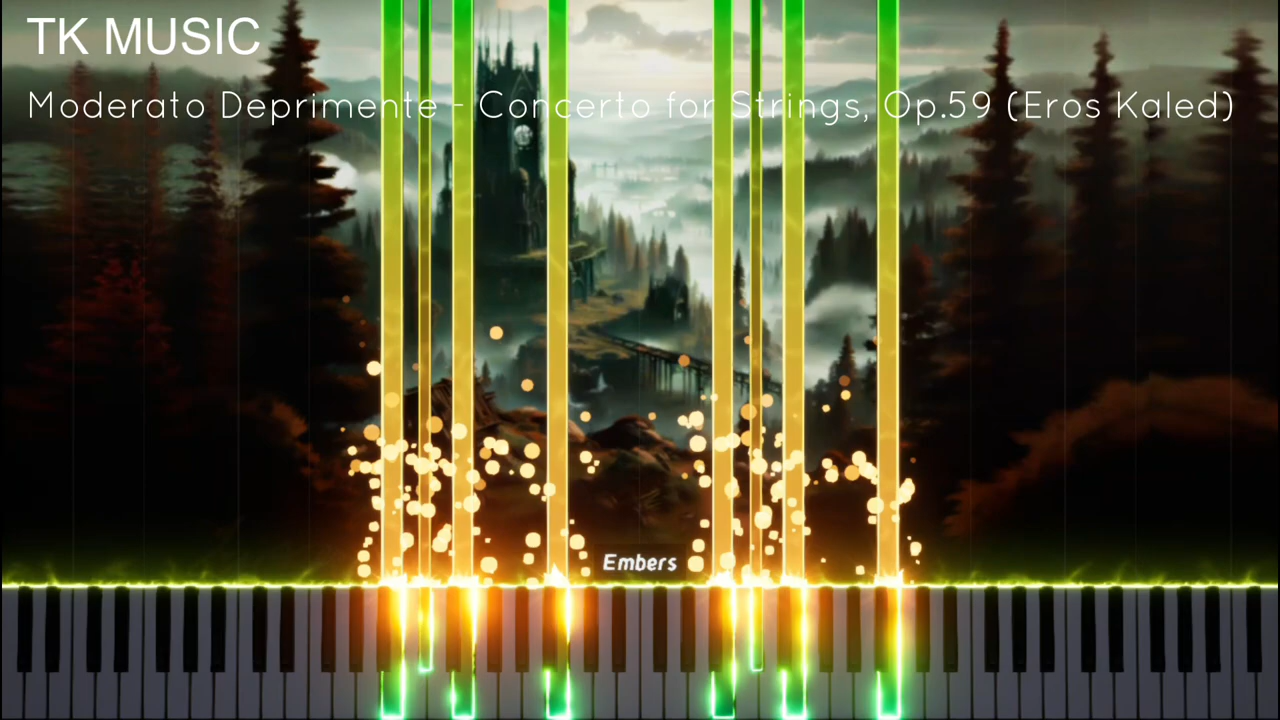 TK MUSIC
Moderato Deprimente - Concerto for Strings, Op.59 (Eros Kaled)
Embers